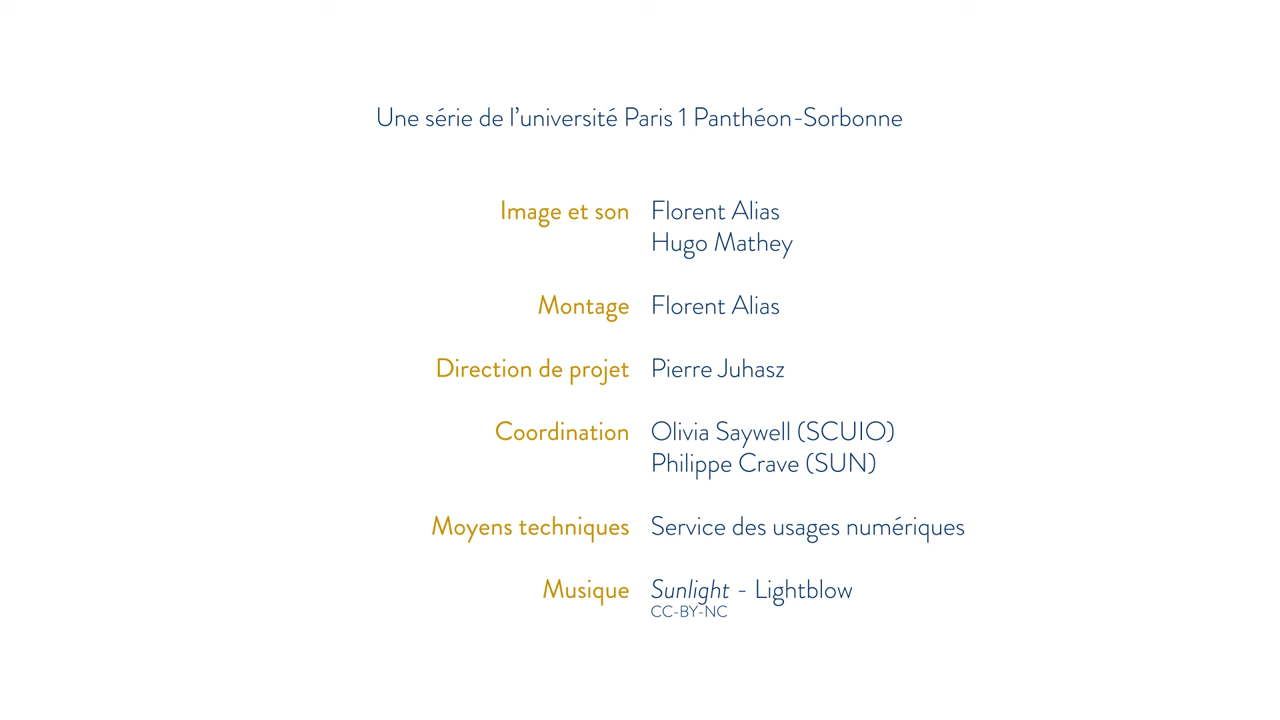 Une série de l’université Paris 1 Panthéon-Sorbonne
Image et son Florent Alias
Hugo Mathey
Montage Florent Alias
Direction de projet Pierre Juhasz
Coordination Olivia Saywell (SCUIO)
Philippe Crave (SUN)
Moyens techniques Service des usages numériques
Musique Sunlight - Lightblow
CC-BY-NC